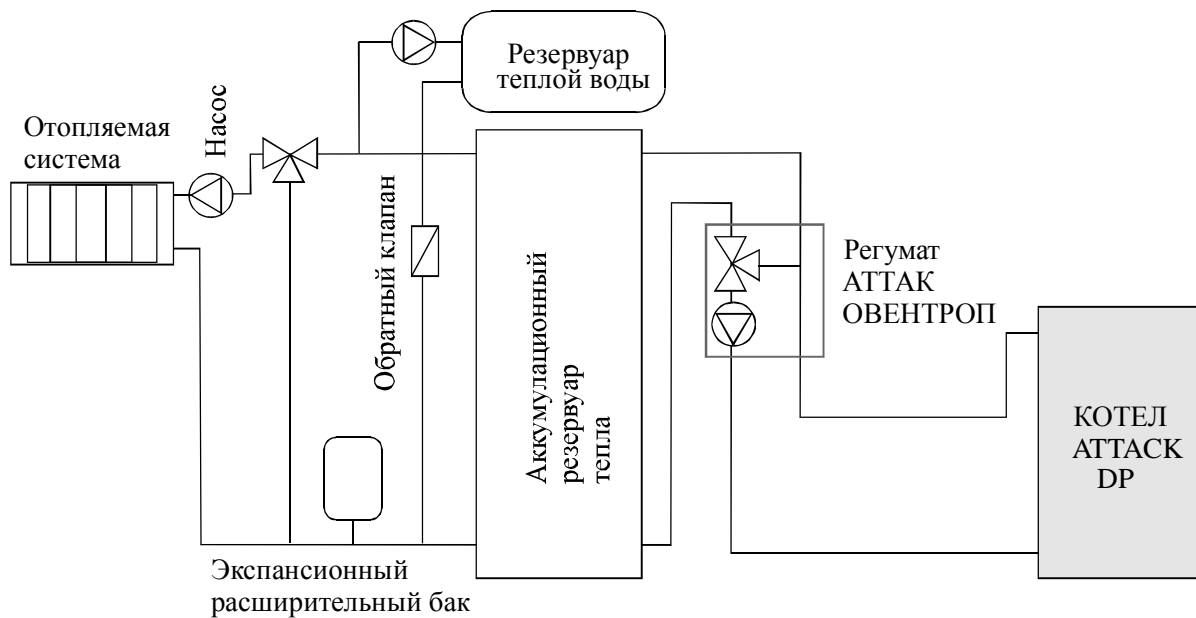 Резервуар
теплой воды
Отопляемая
система
Насос
Обратный клапан
Аккумулационный
резервуар
тепла
Регумат
АТТАК
ОВЕНТРОП
КОТЕЛ
ATTACK
DP
Экспансионный
расширительный бак